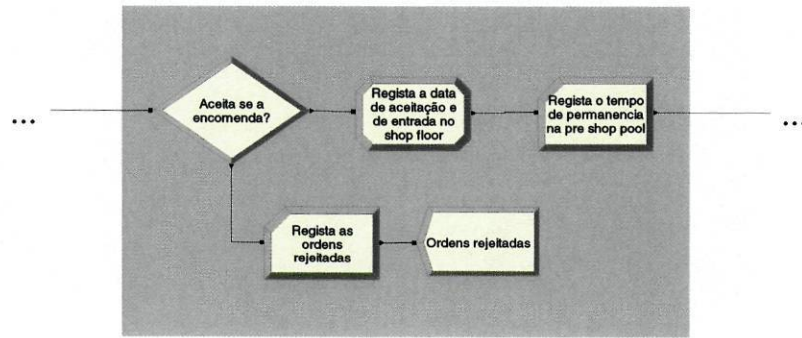 Aceita se a
encomenda?
Regista a data
de aceitação e
de entrada no
shop floor
Regista o tempo
de permanencia
na pre shop pool
...
...
Regista as
ordens
rejeitadas
Ordens rejeitadas